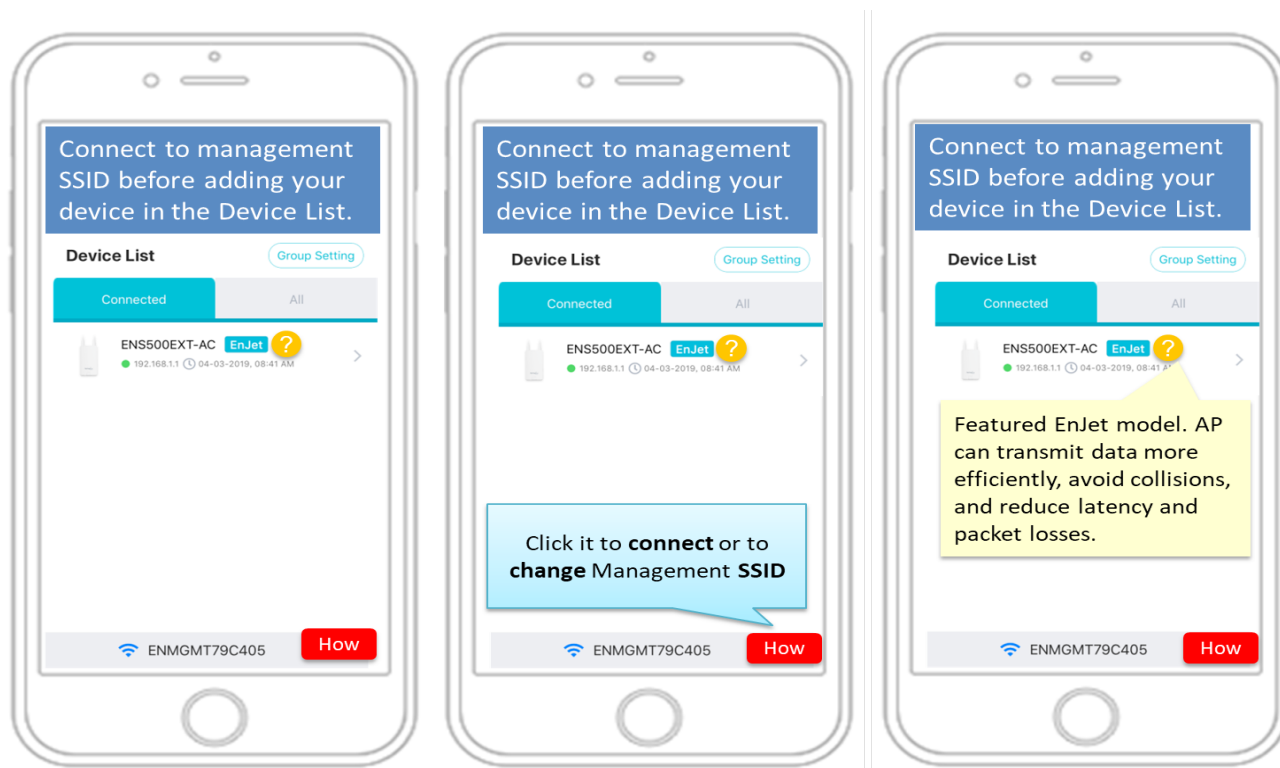 Connect to management
SSID before adding your
device in the Device List.
Device List
Group Setting
Connected
All
ENS500EXT-AC EnJet ?
192.168.1.1 04-03-2019, 08:41 AM
ENMGMT79C405
How
Connect to management
SSID before adding your
device in the Device List.
Device List
Group Setting
Connected
All
ENS500EXT-AC EnJet ?
192.168.1.1 04-03-2019, 08:41 AM
Click it to connect or to
change Management SSID
ENMGMT79C405
How
Connect to management
SSID before adding your
device in the Device List.
Device List
Group Setting
Connected
All
ENS500EXT-AC EnJet ?
192.168.1.1 04-03-2019, 08:41
Featured EnJet model. AP
can transmit data more
efficiently, avoid collisions,
and reduce latency and
packet losses.
ENMGMT79C405
How